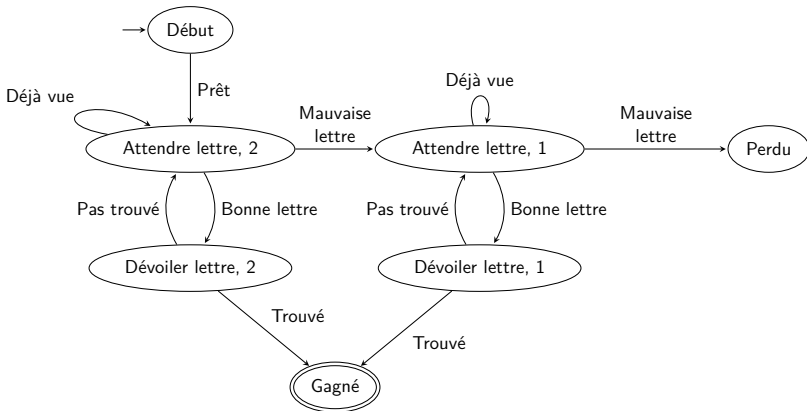 Début
Prêt
Déjà vue
Déjà vue
Mauvaise
lettre
Mauvaise
lettre
Attendre lettre, 2
Attendre lettre, 1
Perdu
Pas trouvé
Bonne lettre
Pas trouvé
Bonne lettre
Dévoiler lettre, 2
Dévoiler lettre, 1
Trouvé
Trouvé
Gagné